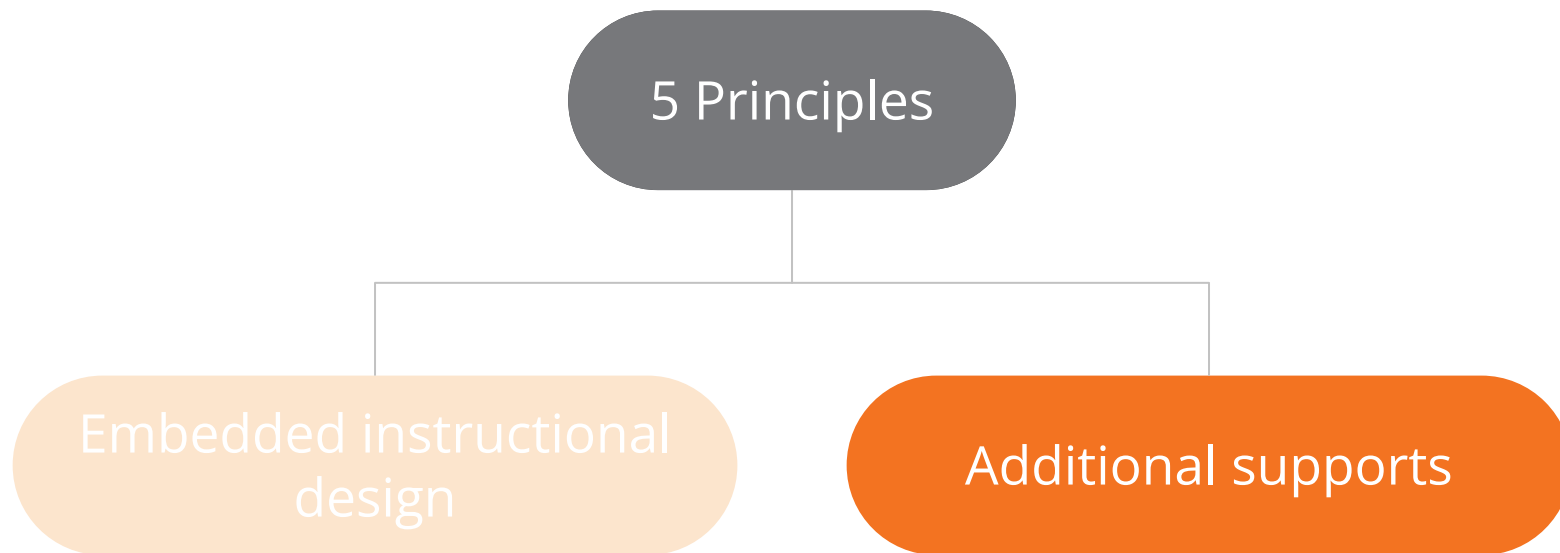 5 Principles
Embedded instructional
design
Additional supports